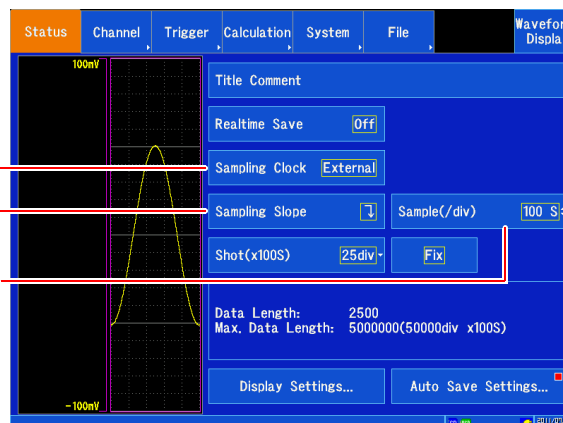 Status Channel Trigger Calculation System File Wavefor
Displa
100mV
Title Comment
Realtime Save Off
Sampling Clock External
Sampling Slope Sample(/div) 100 S
Shot(x100S) 25div Fix
Data Length: 2500
Max. Data Length: 5000000(50000div x100S)
Display Settings... Auto Save Settings...
-100mV